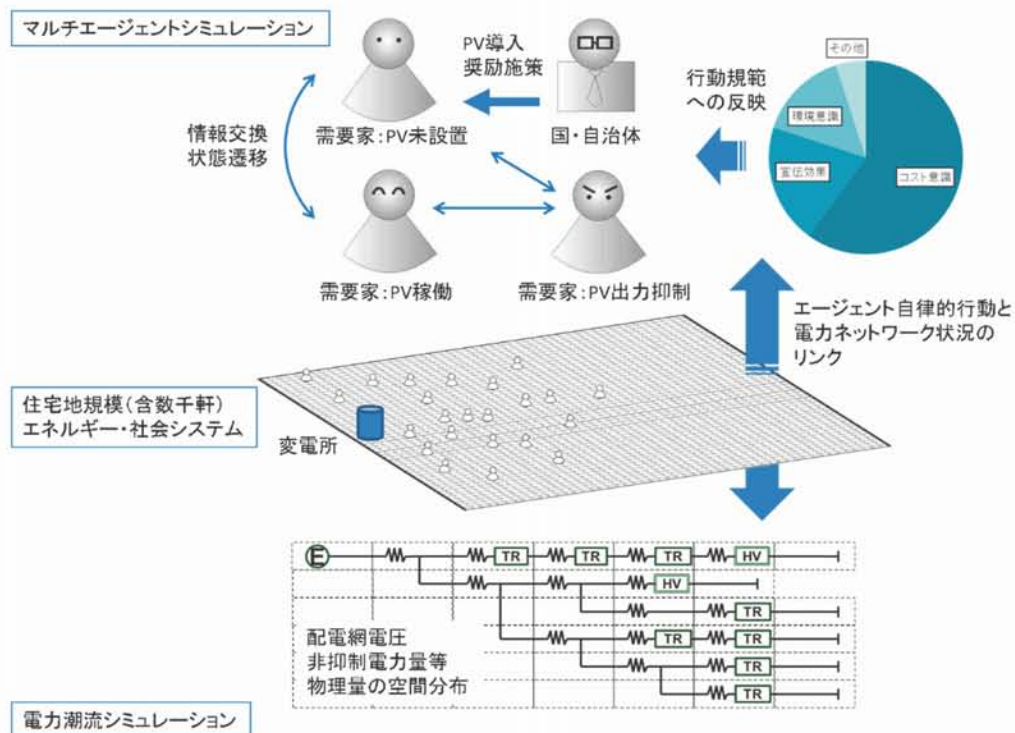 マルチエージェントシミュレーション
PV導入
奨励施策
需要家:PV未設置
国・自治体
情報交換
状態遷移
需要家:PV稼働
需要家:PV出力抑制
行動規範
への反映
その他
環境意識
宣伝効果
コスト意識
エージェント自律的行動と
電力ネットワーク状況の
リンク
住宅地規模(含数千軒)
エネルギー・社会システム
変電所
E TR TR TR HV
HV
TR
TR TR
TR
TR
配電網電圧
非抑制電力量等
物理量の空間分布
電力潮流シミュレーション